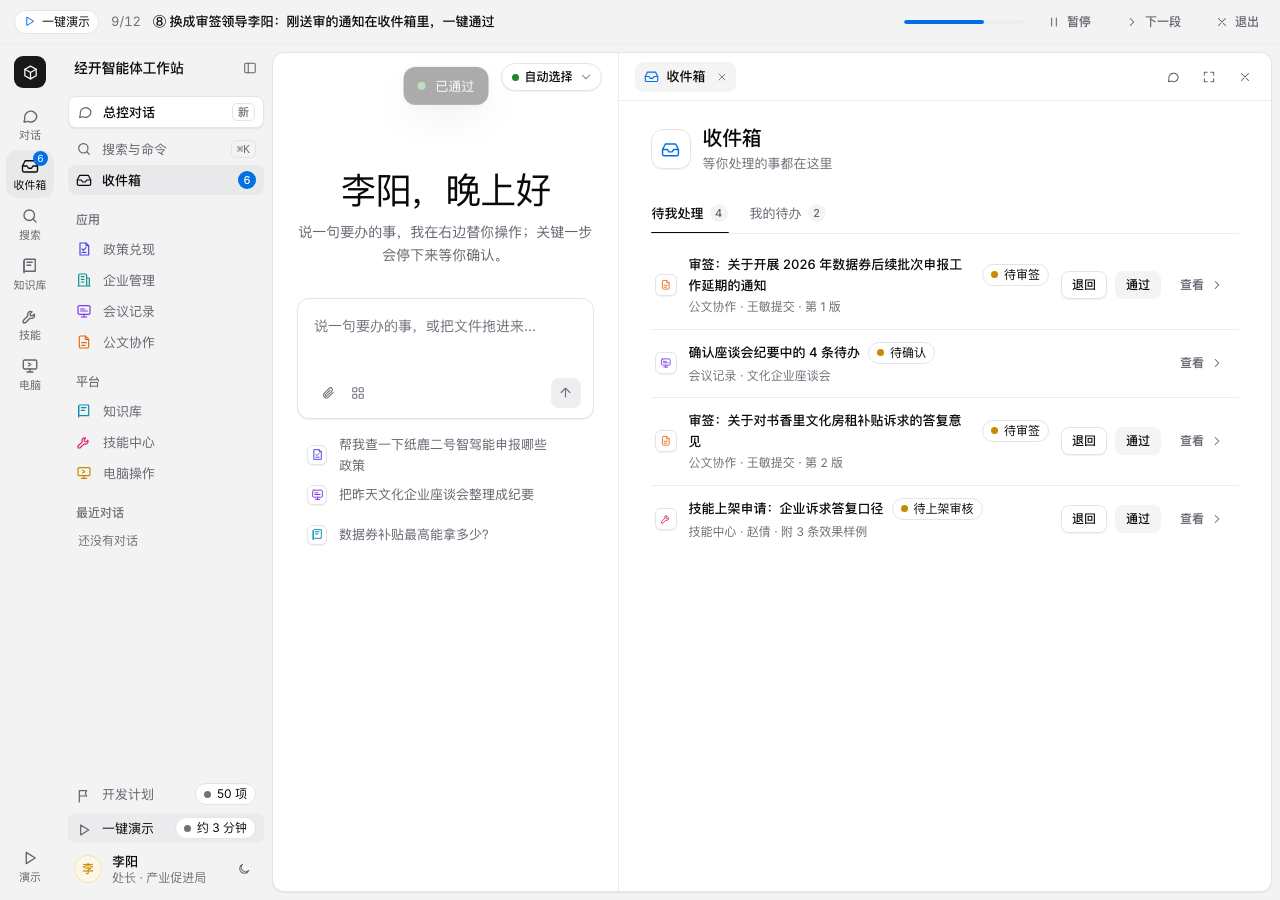 一键演示
9/12
⑧ 换成审签领导李阳：刚送审的通知在收件箱里，一键通过
暂停
下一段
退出
对话
6
收件箱
搜索
知识库
技能
电脑
演示
经开智能体工作站
总控对话
新
搜索与命令
⌘K
收件箱
6
应用
政策兑现
企业管理
会议记录
公文协作
平台
知识库
技能中心
电脑操作
最近对话
还没有对话
开发计划
50 项
一键演示
约 3 分钟
李
李阳
处长 · 产业促进局
已通过
自动选择
李阳，晚上好
说一句要办的事，我在右边替你操作；关键一步
会停下来等你确认。
说一句要办的事，或把文件拖进来...
帮我查一下纸鹿二号智驾能申报哪些
政策
把昨天文化企业座谈会整理成纪要
数据券补贴最高能拿多少？
收件箱
收件箱
等你处理的事都在这里
待我处理 4
我的待办 2
审签：关于开展 2026 年数据券后续批次申报工
作延期的通知
待审签
公文协作 · 王敏提交 · 第 1 版
退回
通过
查看
确认座谈会纪要中的 4 条待办
待确认
会议记录 · 文化企业座谈会
查看
审签：关于对书香里文化房租补贴诉求的答复意
见
待审签
公文协作 · 王敏提交 · 第 2 版
退回
通过
查看
技能上架申请：企业诉求答复口径
待上架审核
技能中心 · 赵倩 · 附 3 条效果样例
退回
通过
查看